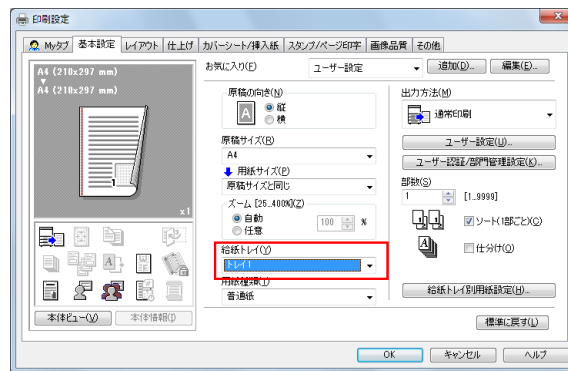 印刷設定
Myタブ 基本設定 レイアウト 仕上げ カバーシート/挿入紙 スタンプ/ページ印字 画像品質 その他
A4 (210x297 mm)
A4 (210x297 mm)
1
x1
本体ビュー(V) 本体情報(I)
お気に入り(F) ユーザー設定 追加(D)... 編集(E)...
原稿の向き(N)
A
縦
横
原稿サイズ(R)
A4
用紙サイズ(P)
原稿サイズと同じ
ズーム [25..400%](Z)
自動
任意
100 %
給紙トレイ(Y)
トレイ1
用紙種類(T)
普通紙
出力方法(M)
通常印刷
ユーザー設定(U)...
ユーザー認証/部門管理設定(K)...
部数(S)
1 [1..9999]
ソート(1部ごと)(C)
仕分け(O)
給紙トレイ別用紙設定(H)...
標準に戻す(L)
OK キャンセル ヘルプ